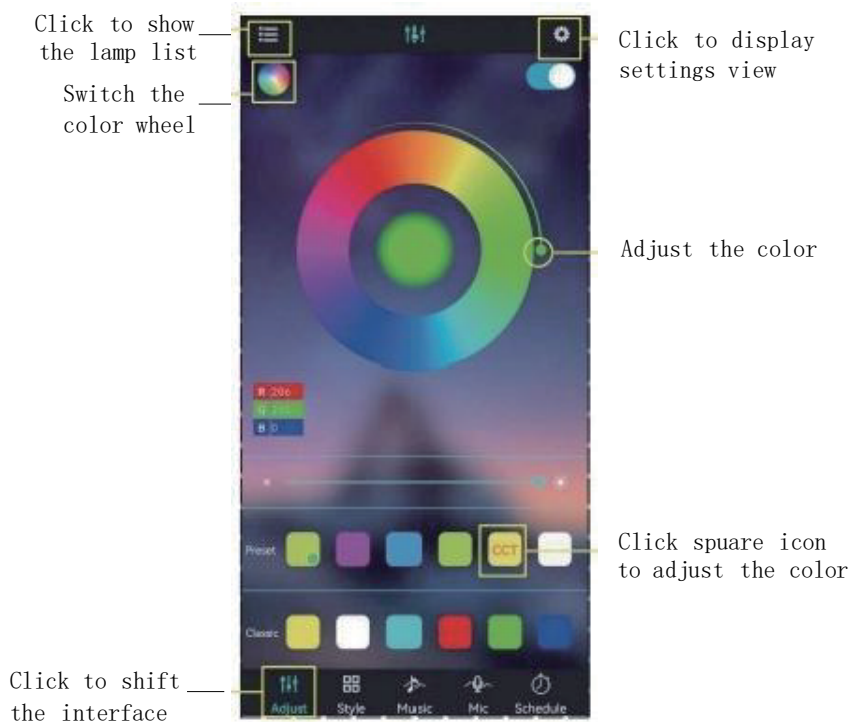 Click to show
the lamp list
Click to display
settings view
Switch the
color wheel
Adjust the color
R 206
G
B 0
Preset
CCT
Click spuare icon
to adjust the color
Classic
Click to shift
the interface
Adjust
Style
Music
Mic
Schedule